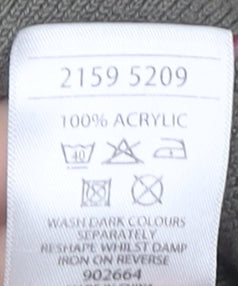 2159 5209
100% ACRYLIC
40
WASH DARK COLOURS
SEPARATELY
RESHAPE WHILST DAMP
IRON ON REVERSE
902664